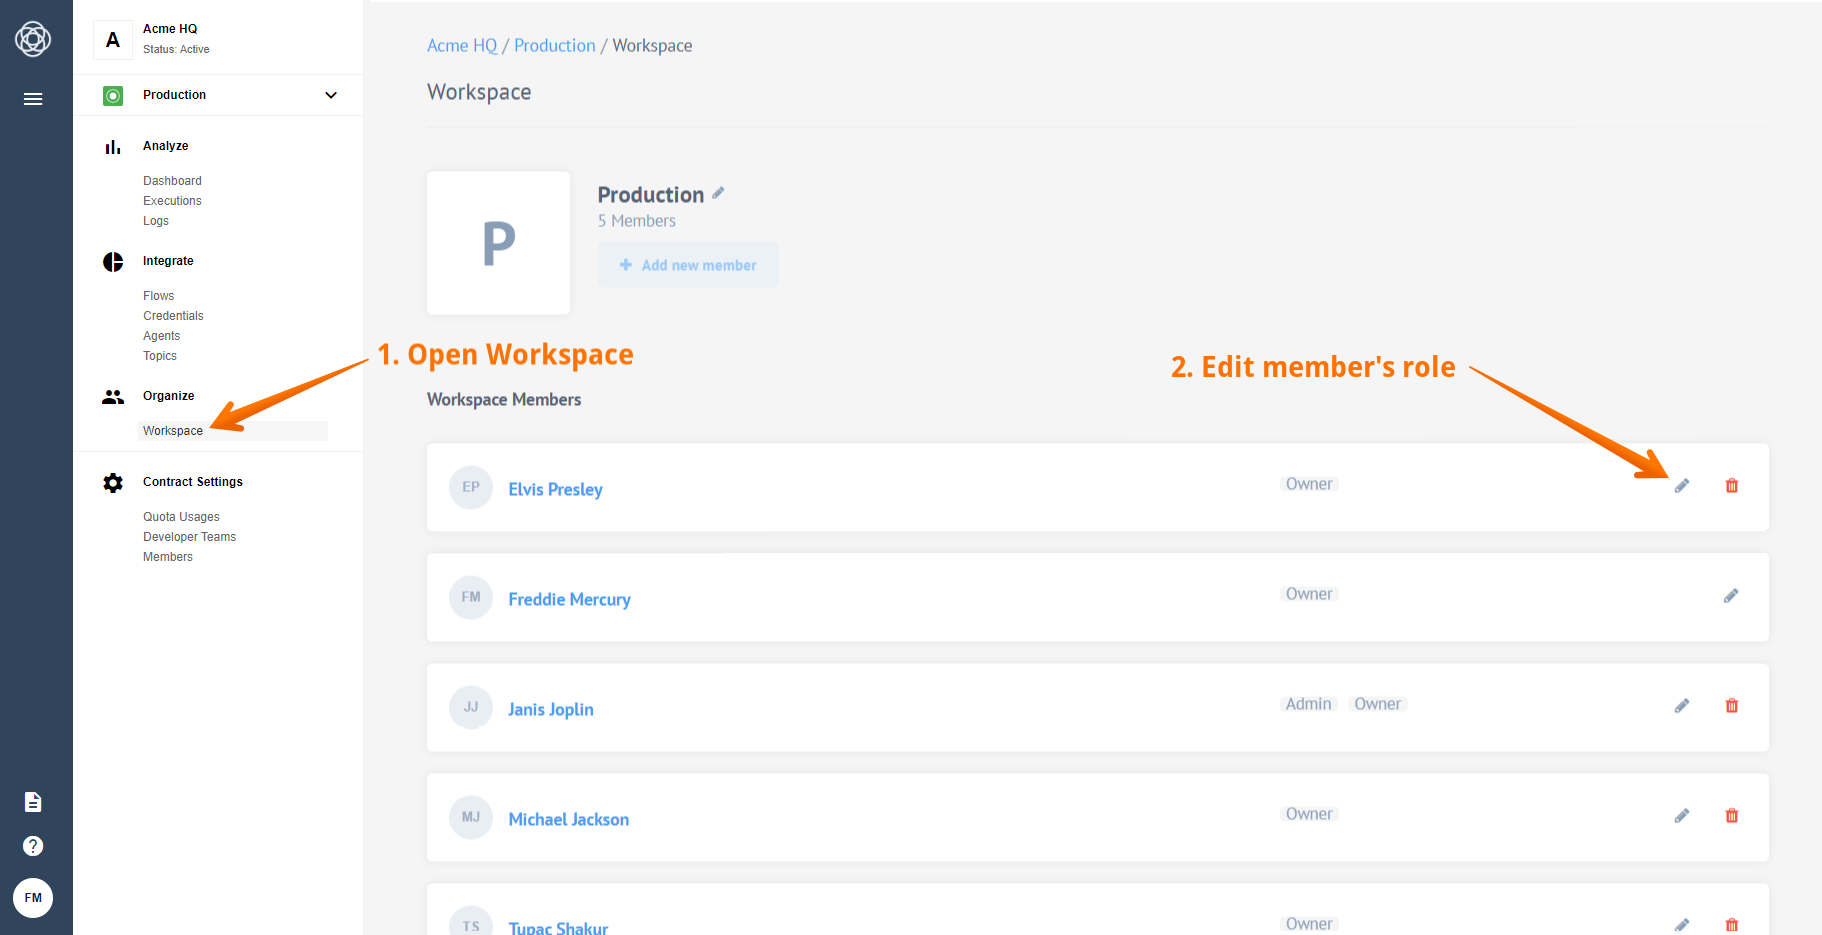 A
Acme HQ
Status: Active
Production
Analyze
Dashboard
Executions
Logs
Integrate
Flows
Credentials
Agents
Topics
Organize
Workspace
Contract Settings
Quota Usages
Developer Teams
Members
?
FM
Acme HQ / Production / Workspace
Workspace
P
Production
5 Members
+ Add new member
1. Open Workspace
2. Edit member's role
Workspace Members
EP Elvis Presley Owner
FM Freddie Mercury Owner
JJ Janis Joplin Admin Owner
MJ Michael Jackson Owner
TS Tupac Shakur Owner